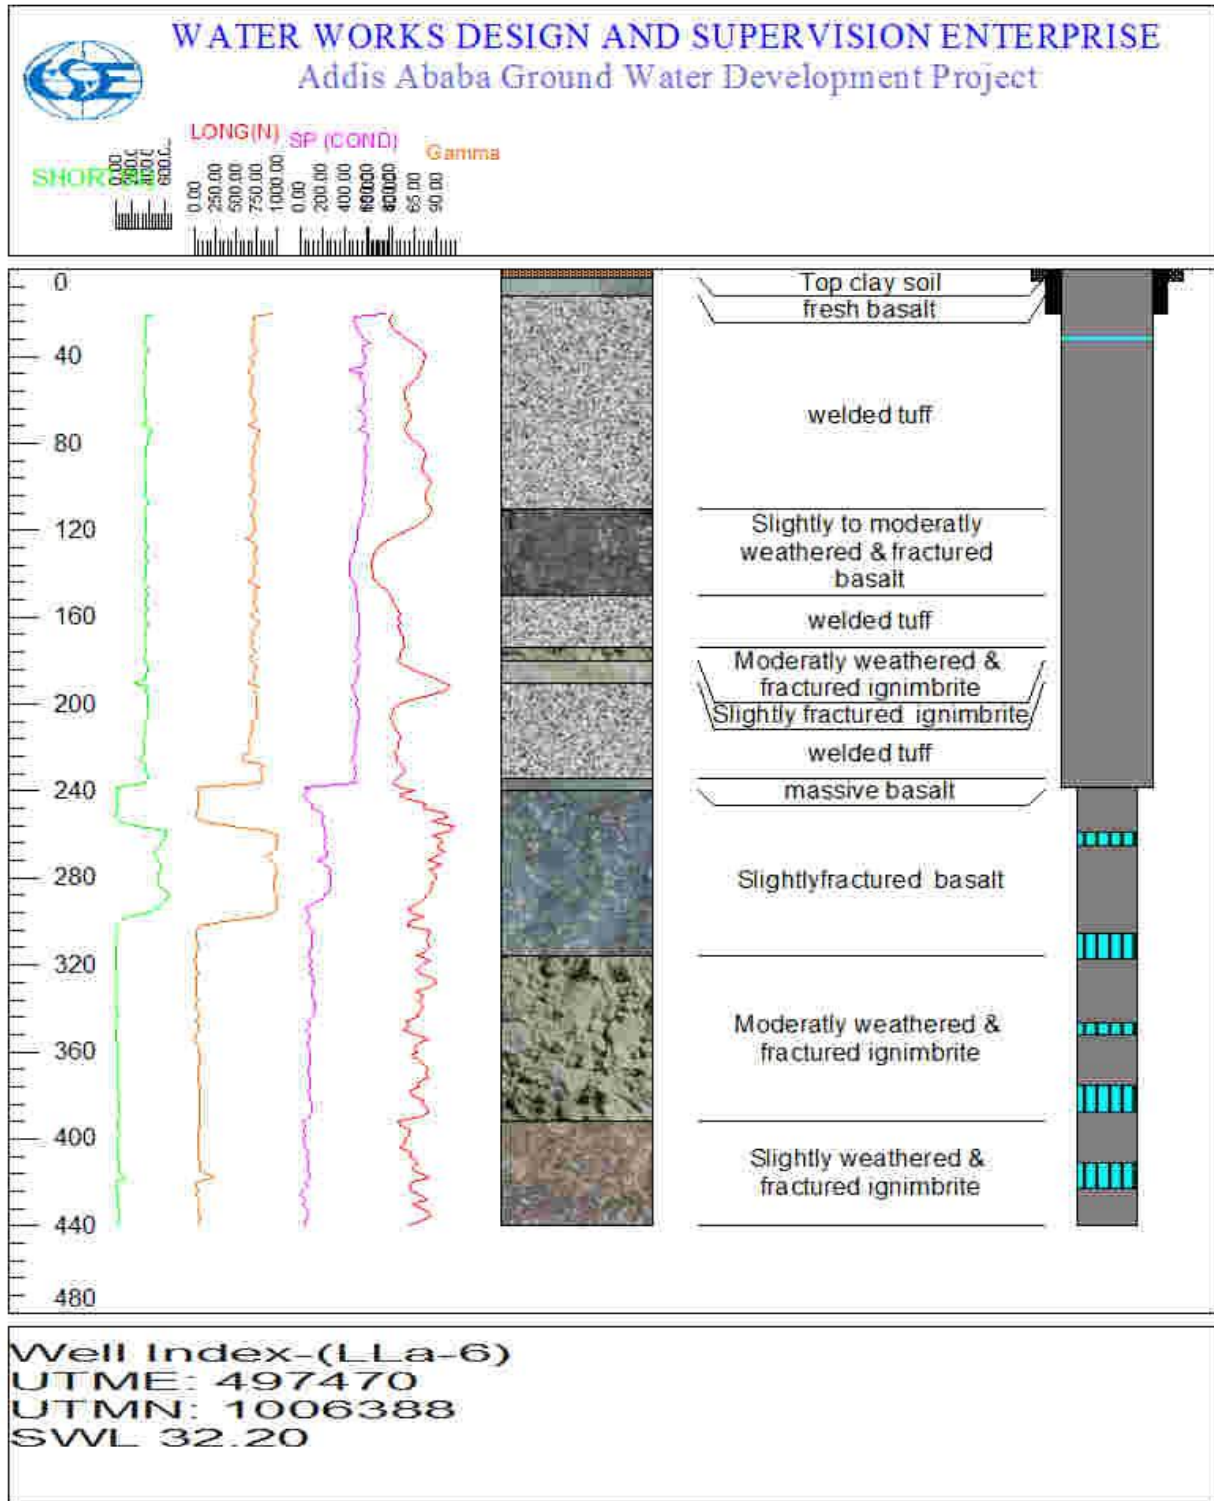 WATER WORKS DESIGN AND SUPERVISION ENTERPRISE
Addis Ababa Ground Water Development Project
LONG(N)
SP (COND)
Gamma
0.00
600.0
0.00
250.00
500.00
750.00
1000.00
0.00
200.00
400.00
65.00
90.00
0
40
80
120
160
200
240
280
320
360
400
440
480
Top clay soil
fresh basalt
welded tuff
Slightly to moderatly
weathered & fractured
basalt
welded tuff
Moderatly weathered &
fractured ignimbrite
Slightly fractured ignimbrite
welded tuff
massive basalt
Slightlyfractured basalt
Moderatly weathered &
fractured ignimbrite
Slightly weathered &
fractured ignimbrite
Well Index-(LLa-6)
UTME: 497470
UTMN: 1006388
SWL 32.20